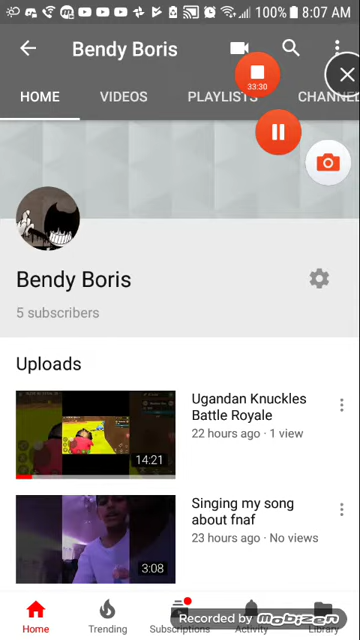 100% 8:07 AM
Bendy Boris
33:30
HOME VIDEOS PLAYLISTS CHANNE
Bendy Boris
5 subscribers
Uploads
Ugandan Knuckles
Battle Royale
22 hours ago · 1 view
14:21
Singing my song
about fnaf
23 hours ago · No views
3:08
Home Trending Subscriptions Activity Library
Recorded by Mobizen